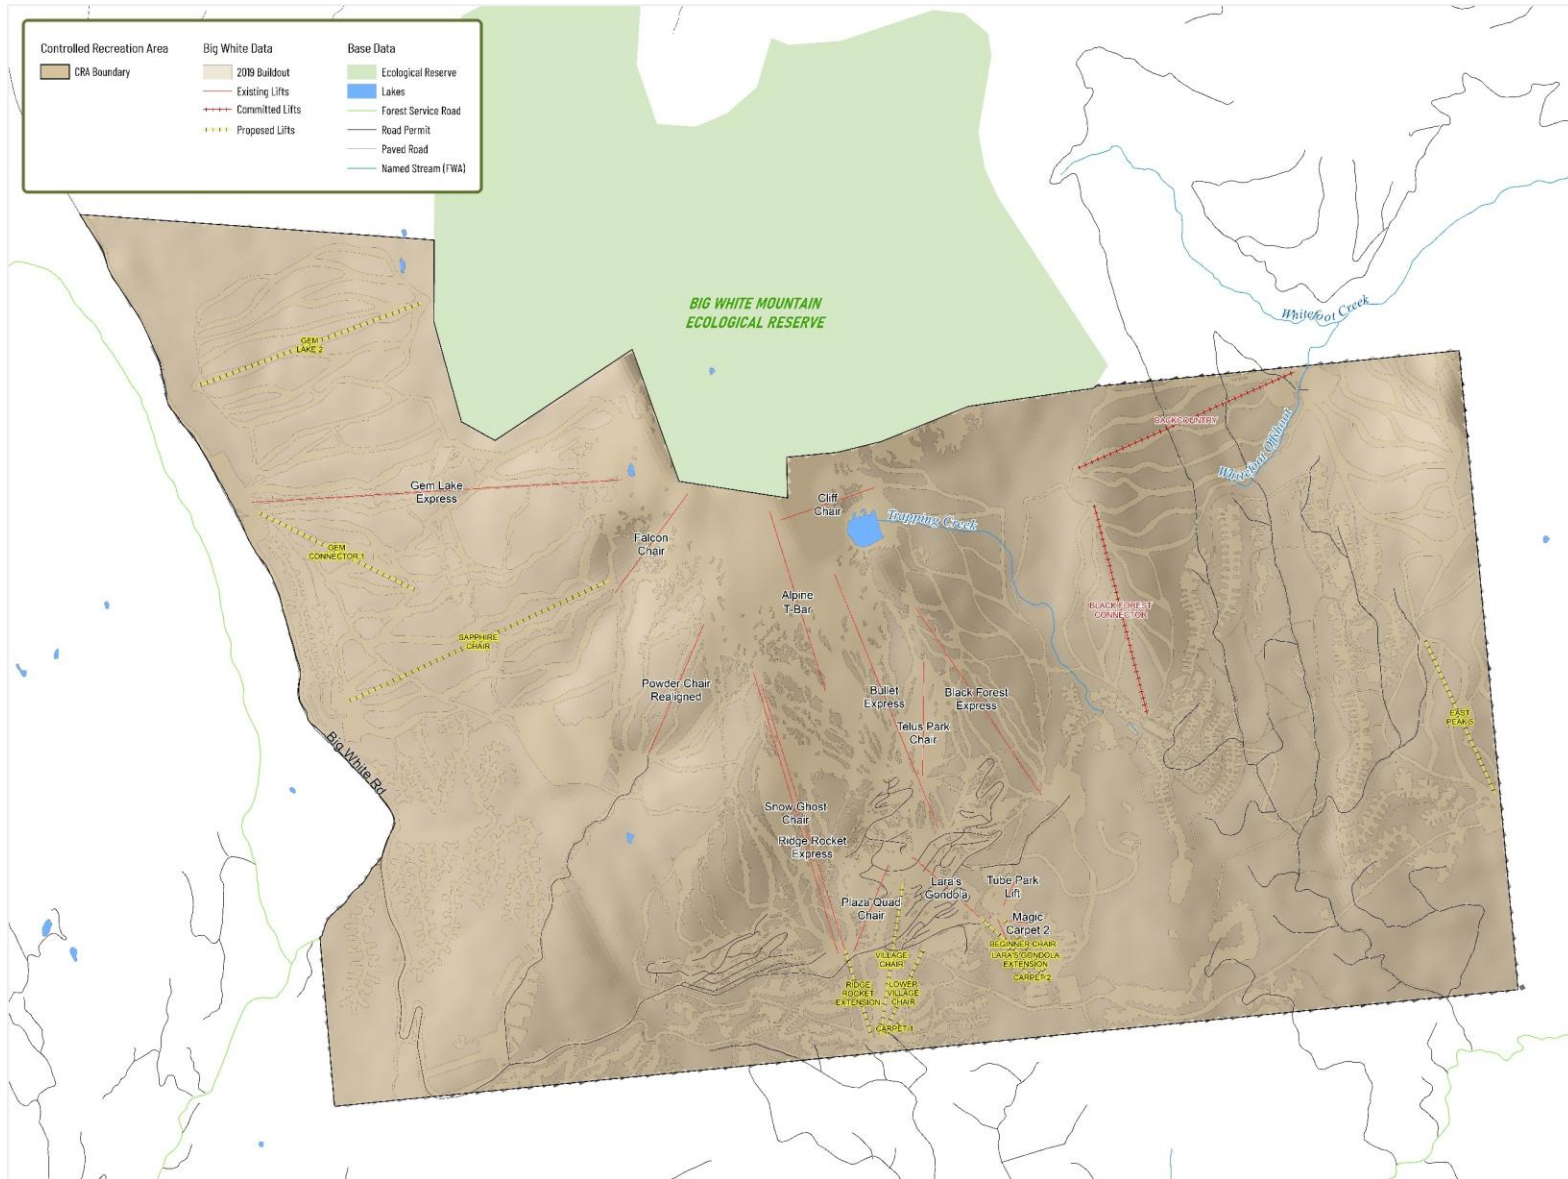 Controlled Recreation Area
CRA Boundary
Big White Data
2019 Buildout
Existing Lifts
Committed Lifts
Proposed Lifts
Base Data
Ecological Reserve
Lakes
Forest Service Road
Road Permit
Paved Road
Named Stream (FWA)
BIG WHITE MOUNTAIN
ECOLOGICAL RESERVE
Whitefoot Creek
GEM
LAKE 2
BACKCOUNTRY
Whitefoot Offshoot
Gem Lake
Express
Cliff
Chair
Trapping Creek
Falcon
Chair
GEM
CONNECTOR 1
Alpine
T-Bar
BLACK FOREST
CONNECTOR
SAPPHIRE
CHAIR
Powder Chair
Realigned
Bullet
Express
Black Forest
Express
Telus Park
Chair
EAST
PEAK 5
Big White Rd
Snow Ghost
Chair
Ridge Rocket
Express
Lara's
Gondola
Tube Park
Lift
Plaza Quad
Chair
Magic
Carpet 2
BEGINNER CHAIR
LARA'S GONDOLA
EXTENSION
CARPET 2
VILLAGE
CHAIR
RIDGE
ROCKET
EXTENSION
LOWER
VILLAGE
CHAIR
CARPET 1